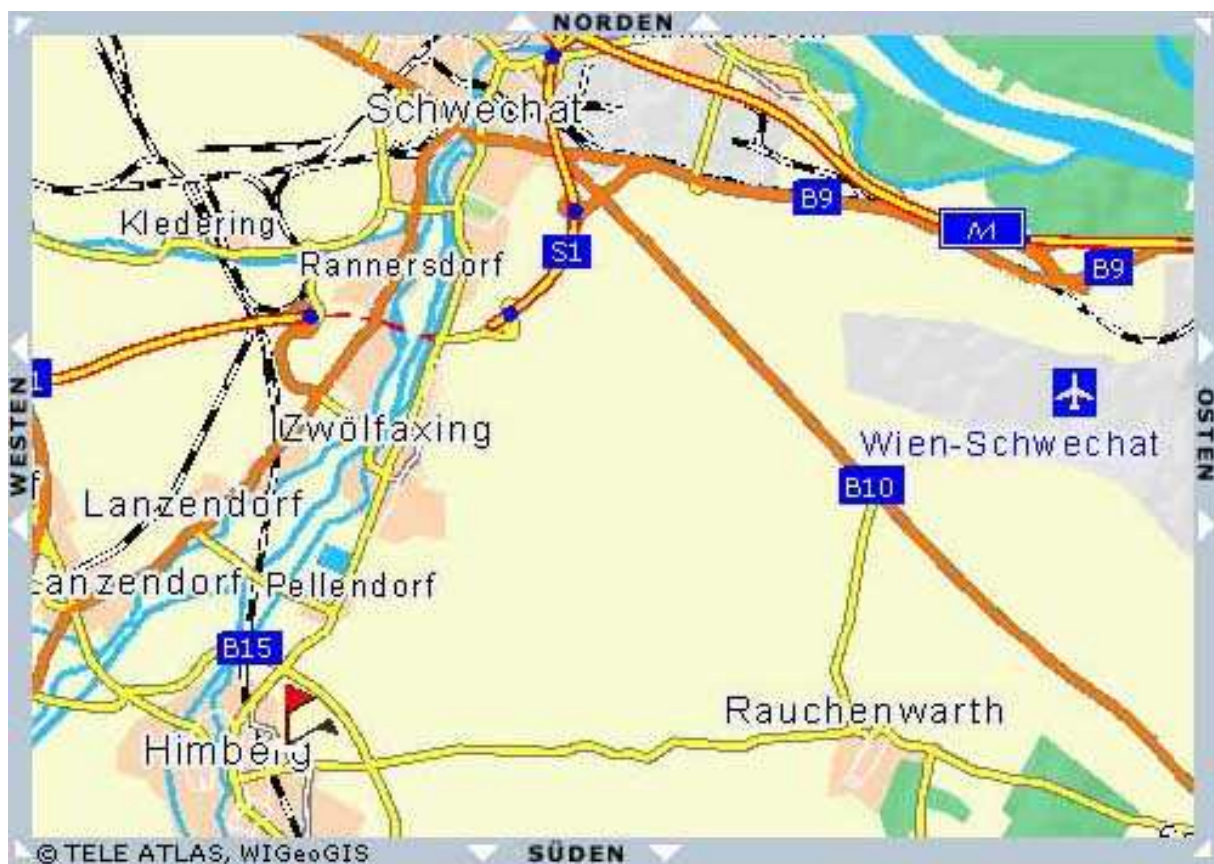 NORDEN
Schwechat
Kledering
B9
Rannersdorf
S1
B9
WESTEN
OSTEN
Zwölfaxing
Wien-Schwechat
B10
Lanzendorf
Pellendorf
B15
Rauchenwarth
Himberg
© TELE ATLAS, WIGeoGIS
SÜDEN